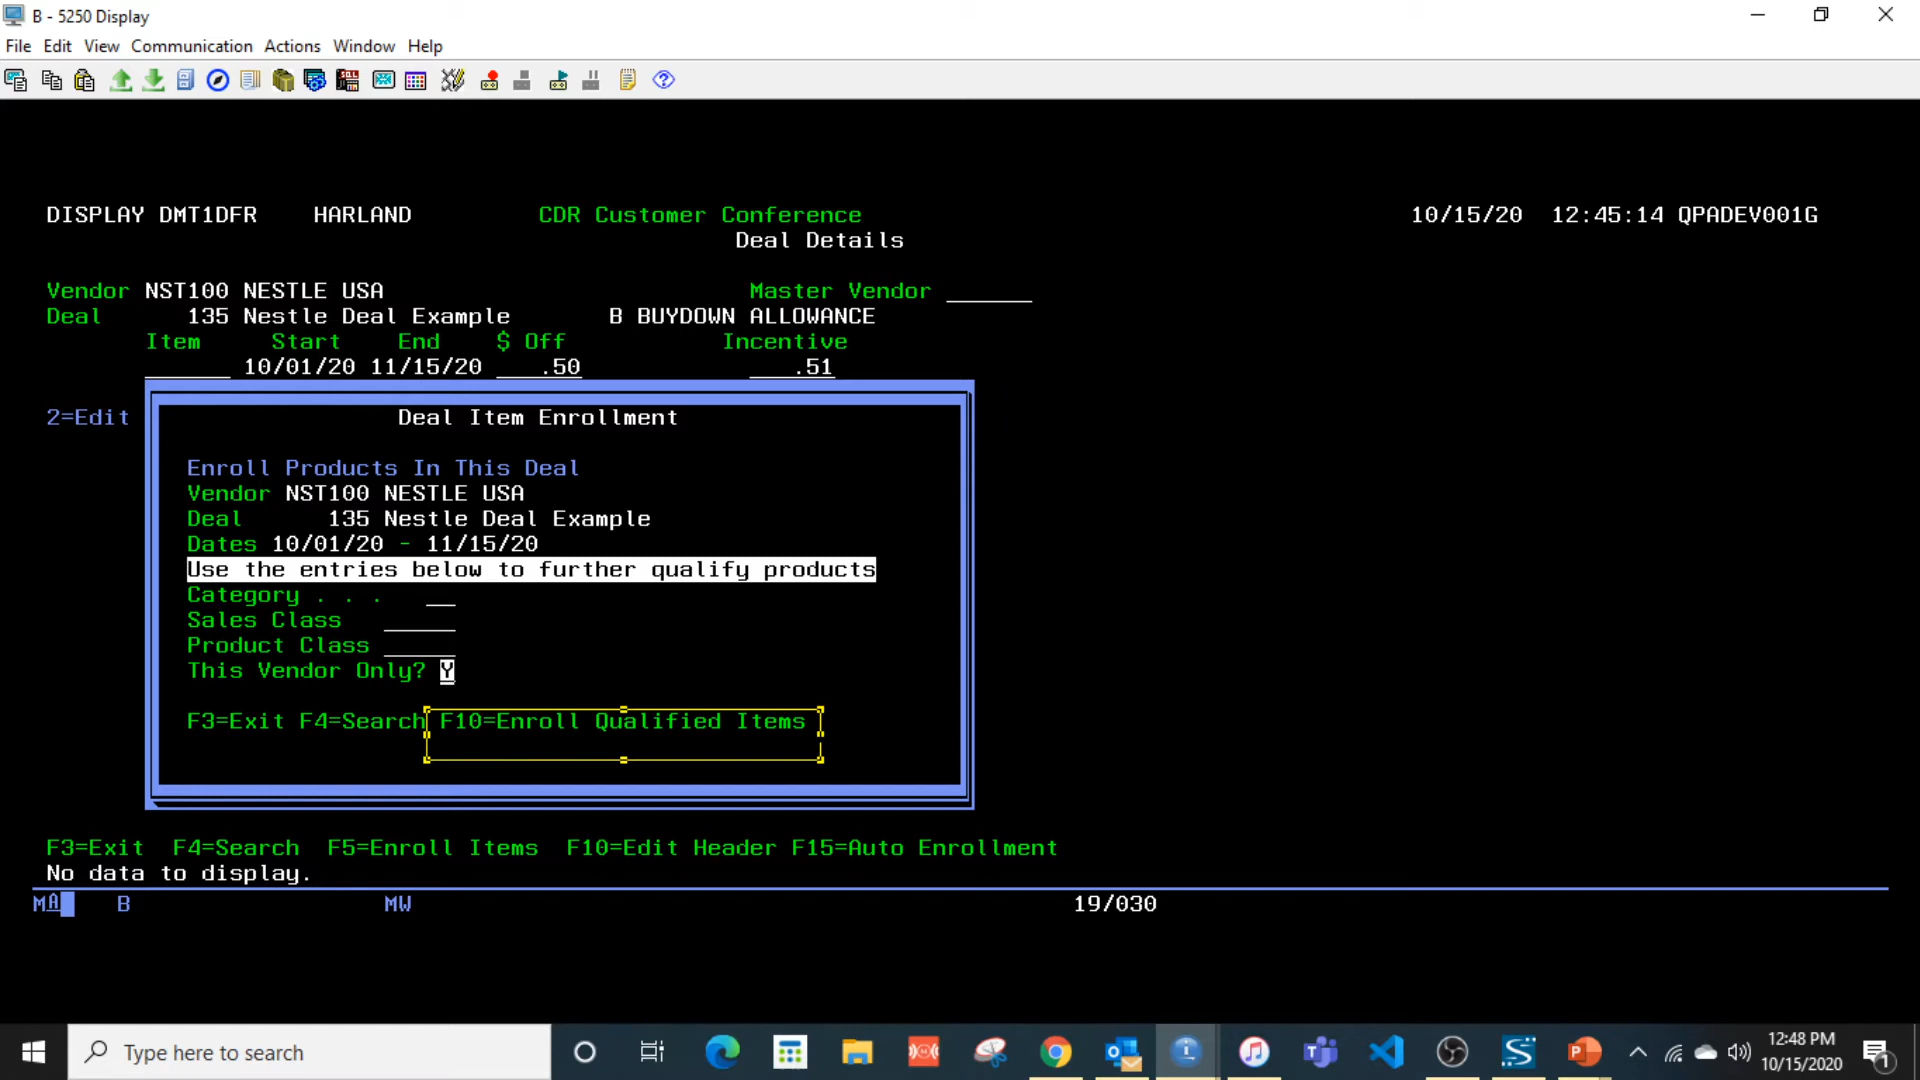 B - 5250 Display
File Edit View Communication Actions Window Help
DISPLAY DMT1DFR HARLAND CDR Customer Conference 10/15/20 12:45:14 QPADEV001G
Deal Details
Vendor NST100 NESTLE USA Master Vendor
Deal 135 Nestle Deal Example B BUYDOWN ALLOWANCE
Item Start End $ Off Incentive
10/01/20 11/15/20 .50 .51
2=Edit Deal Item Enrollment
Enroll Products In This Deal
Vendor NST100 NESTLE USA
Deal 135 Nestle Deal Example
Dates 10/01/20 - 11/15/20
Use the entries below to further qualify products
Category . . .
Sales Class
Product Class
This Vendor Only? Y
F3=Exit F4=Search F10=Enroll Qualified Items
F3=Exit F4=Search F5=Enroll Items F10=Edit Header F15=Auto Enrollment
No data to display.
MA B MW 19/030
Type here to search
12:48 PM
10/15/2020
1